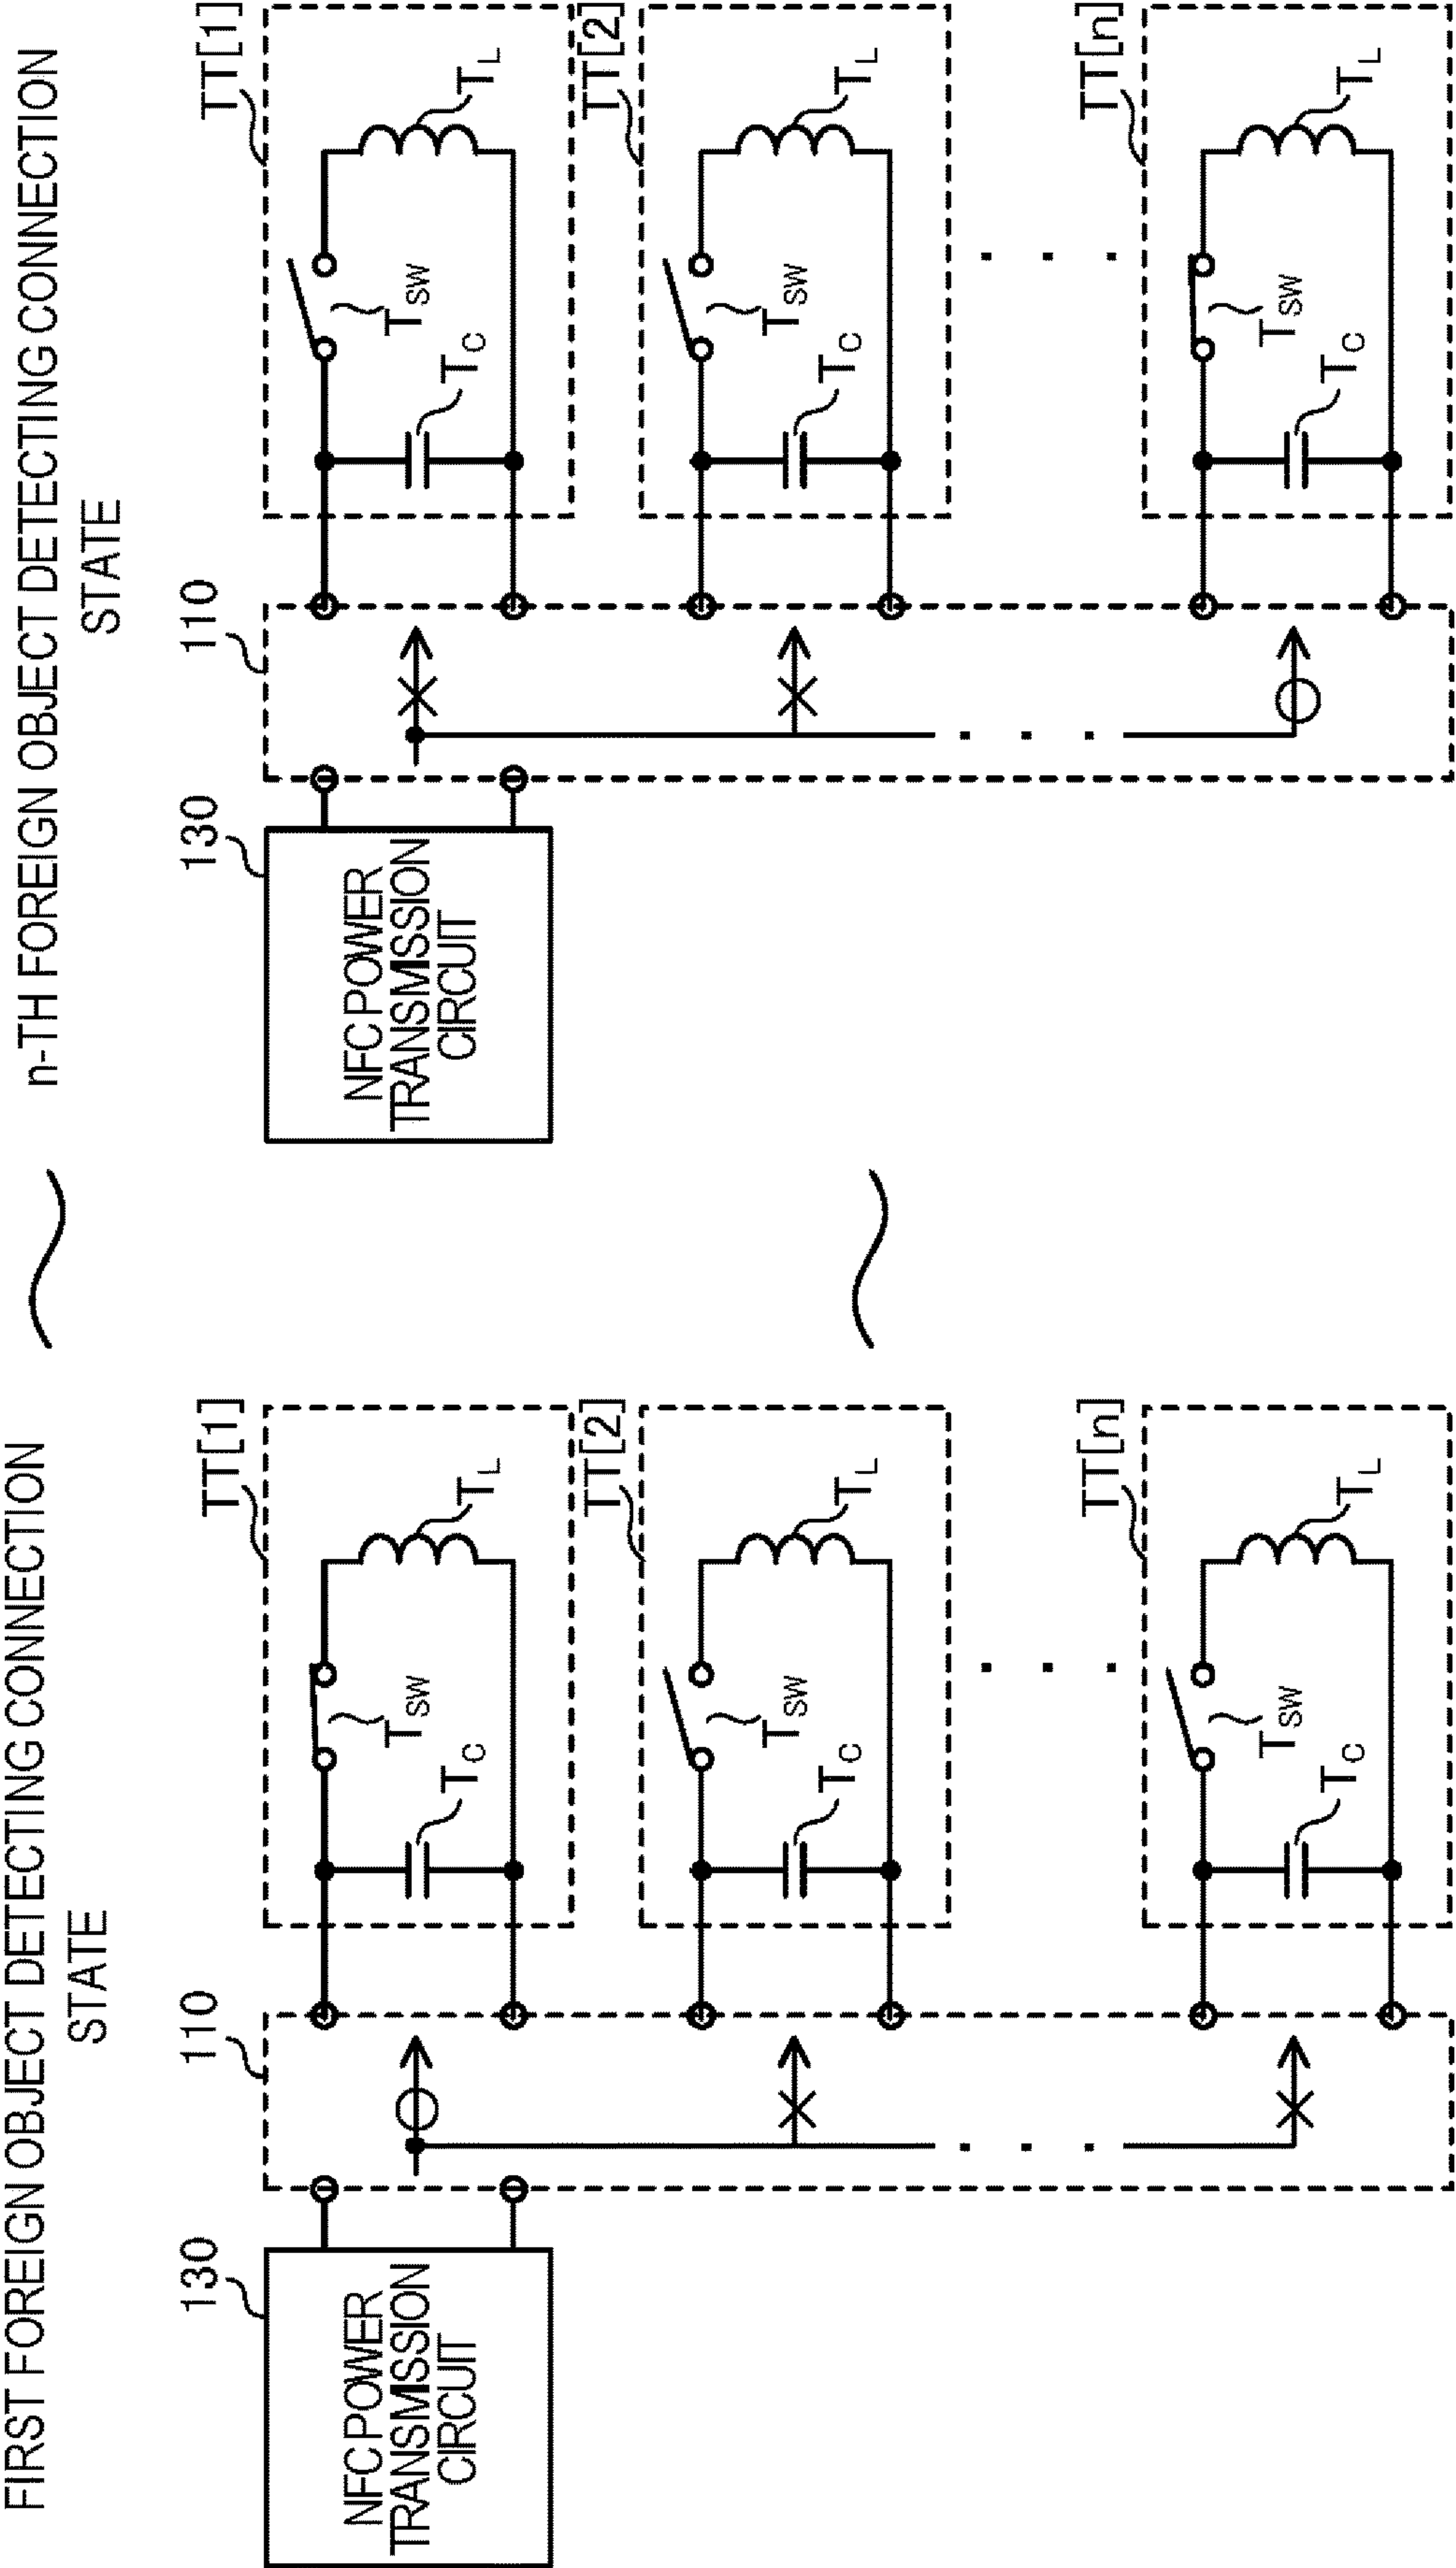 FIRST FOREIGN OBJECT DETECTING CONNECTION
STATE
130
NFC POWER
TRANSMISSION
CIRCUIT
110
TT[1]
TSW
TC
TL
TT[2]
TSW
TC
TL
TT[n]
TSW
TC
TL
n-TH FOREIGN OBJECT DETECTING CONNECTION
STATE
130
NFC POWER
TRANSMISSION
CIRCUIT
110
TT[1]
TSW
TC
TL
TT[2]
TSW
TC
TL
TT[n]
TSW
TC
TL